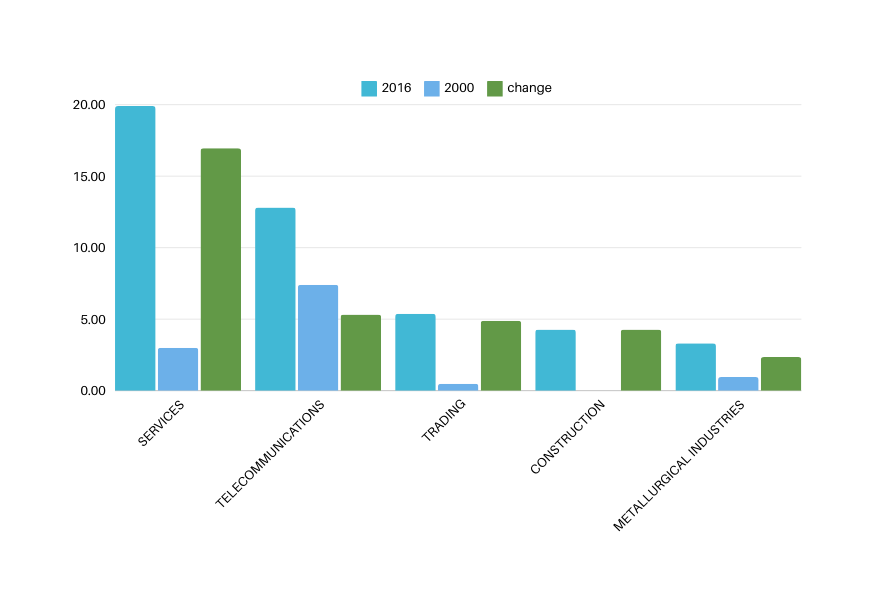 2016 2000 change
20.00
15.00
10.00
5.00
0.00
SERVICES
TELECOMMUNICATIONS
TRADING
CONSTRUCTION
METALLURGICAL INDUSTRIES